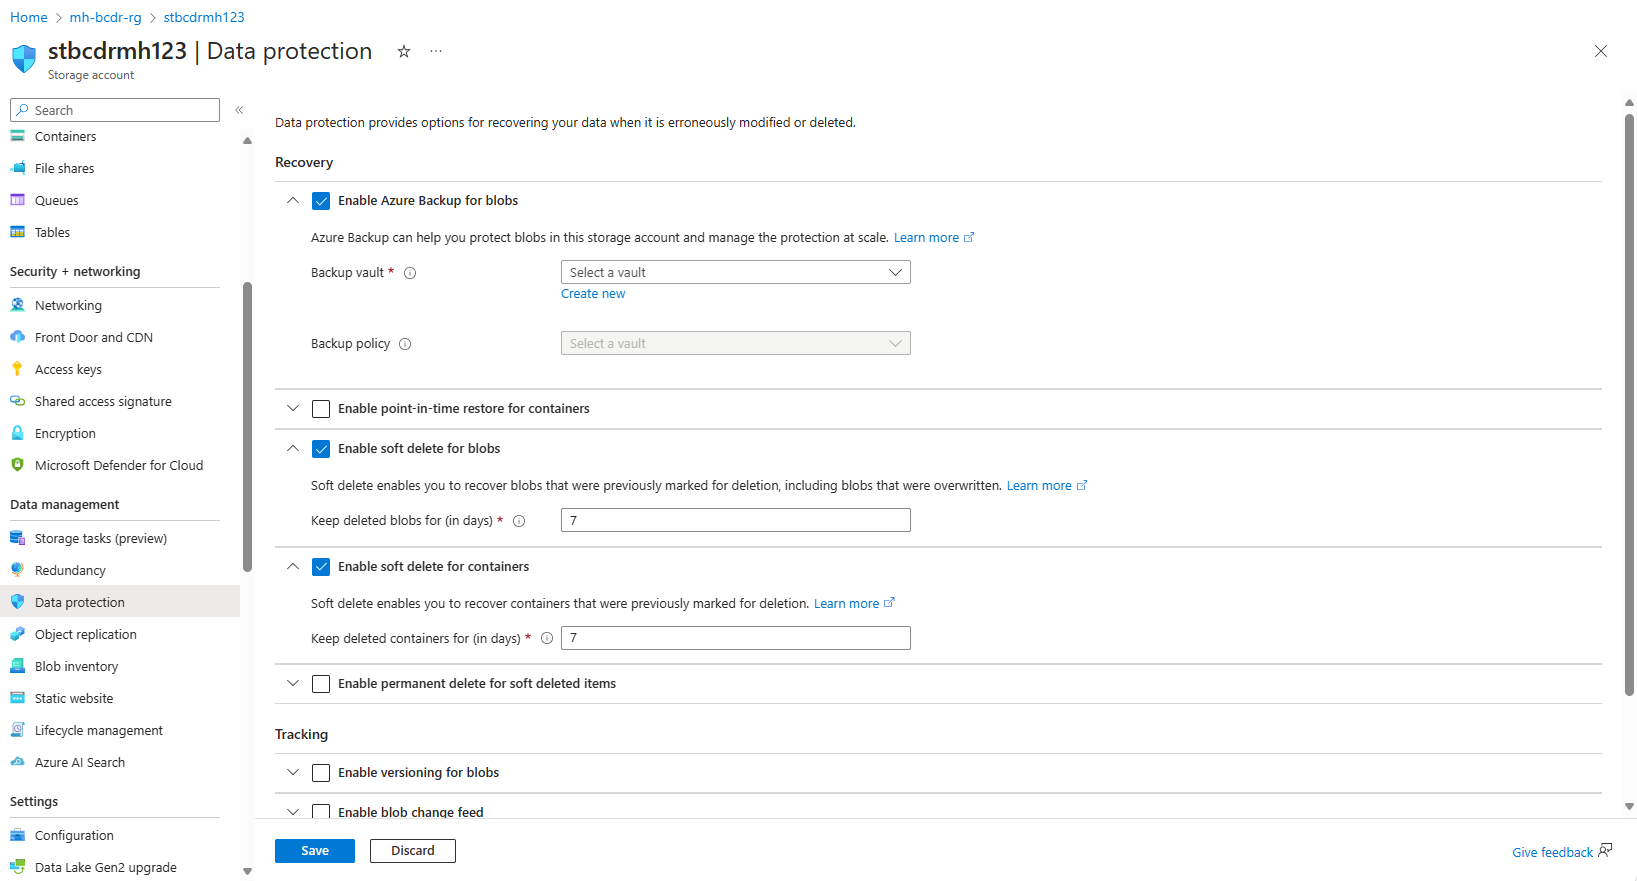 Home > mh-bcdr-rg > stbcdrmh123
stbcdrmh123 | Data protection
Storage account
Search
Containers
File shares
Queues
Tables
Security + networking
Networking
Front Door and CDN
Access keys
Shared access signature
Encryption
Microsoft Defender for Cloud
Data management
Storage tasks (preview)
Redundancy
Data protection
Object replication
Blob inventory
Static website
Lifecycle management
Azure AI Search
Settings
Configuration
Data Lake Gen2 upgrade
Data protection provides options for recovering your data when it is erroneously modified or deleted.
Recovery
Enable Azure Backup for blobs
Azure Backup can help you protect blobs in this storage account and manage the protection at scale. Learn more
Backup vault * Select a vault
Create new
Backup policy Select a vault
Enable point-in-time restore for containers
Enable soft delete for blobs
Soft delete enables you to recover blobs that were previously marked for deletion, including blobs that were overwritten. Learn more
Keep deleted blobs for (in days) * 7
Enable soft delete for containers
Soft delete enables you to recover containers that were previously marked for deletion. Learn more
Keep deleted containers for (in days) * 7
Enable permanent delete for soft deleted items
Tracking
Enable versioning for blobs
Enable blob change feed
Save Discard
Give feedback